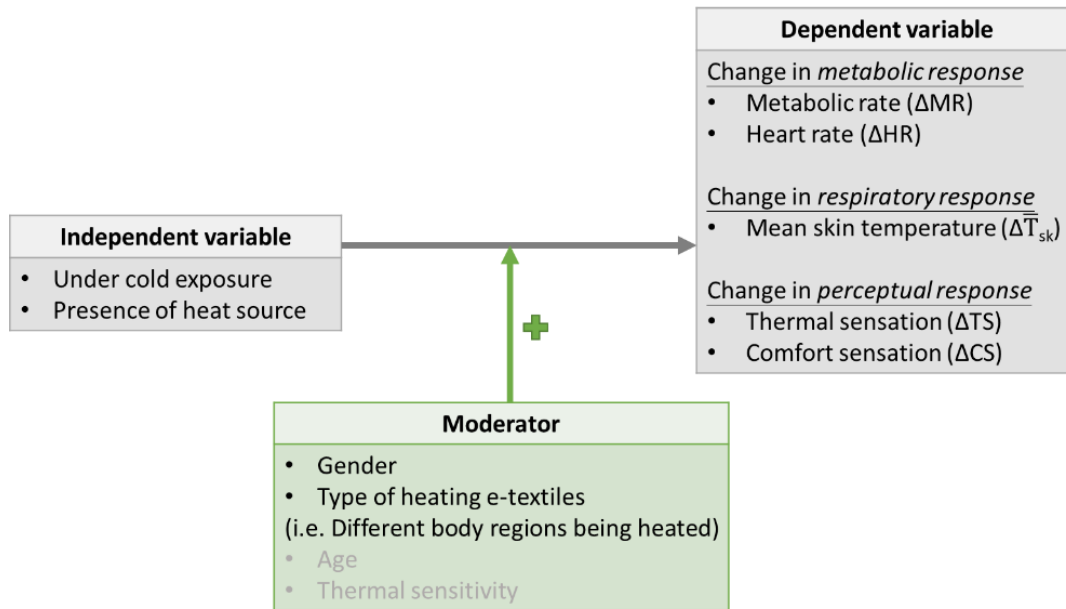 Dependent variable
Change in metabolic response
• Metabolic rate (ΔMR)
• Heart rate (ΔHR)
Change in respiratory response
• Mean skin temperature (ΔT̿sk)
Change in perceptual response
• Thermal sensation (ΔTS)
• Comfort sensation (ΔCS)
Independent variable
• Under cold exposure
• Presence of heat source
Moderator
• Gender
• Type of heating e-textiles
(i.e. Different body regions being heated)
• Age
• Thermal sensitivity